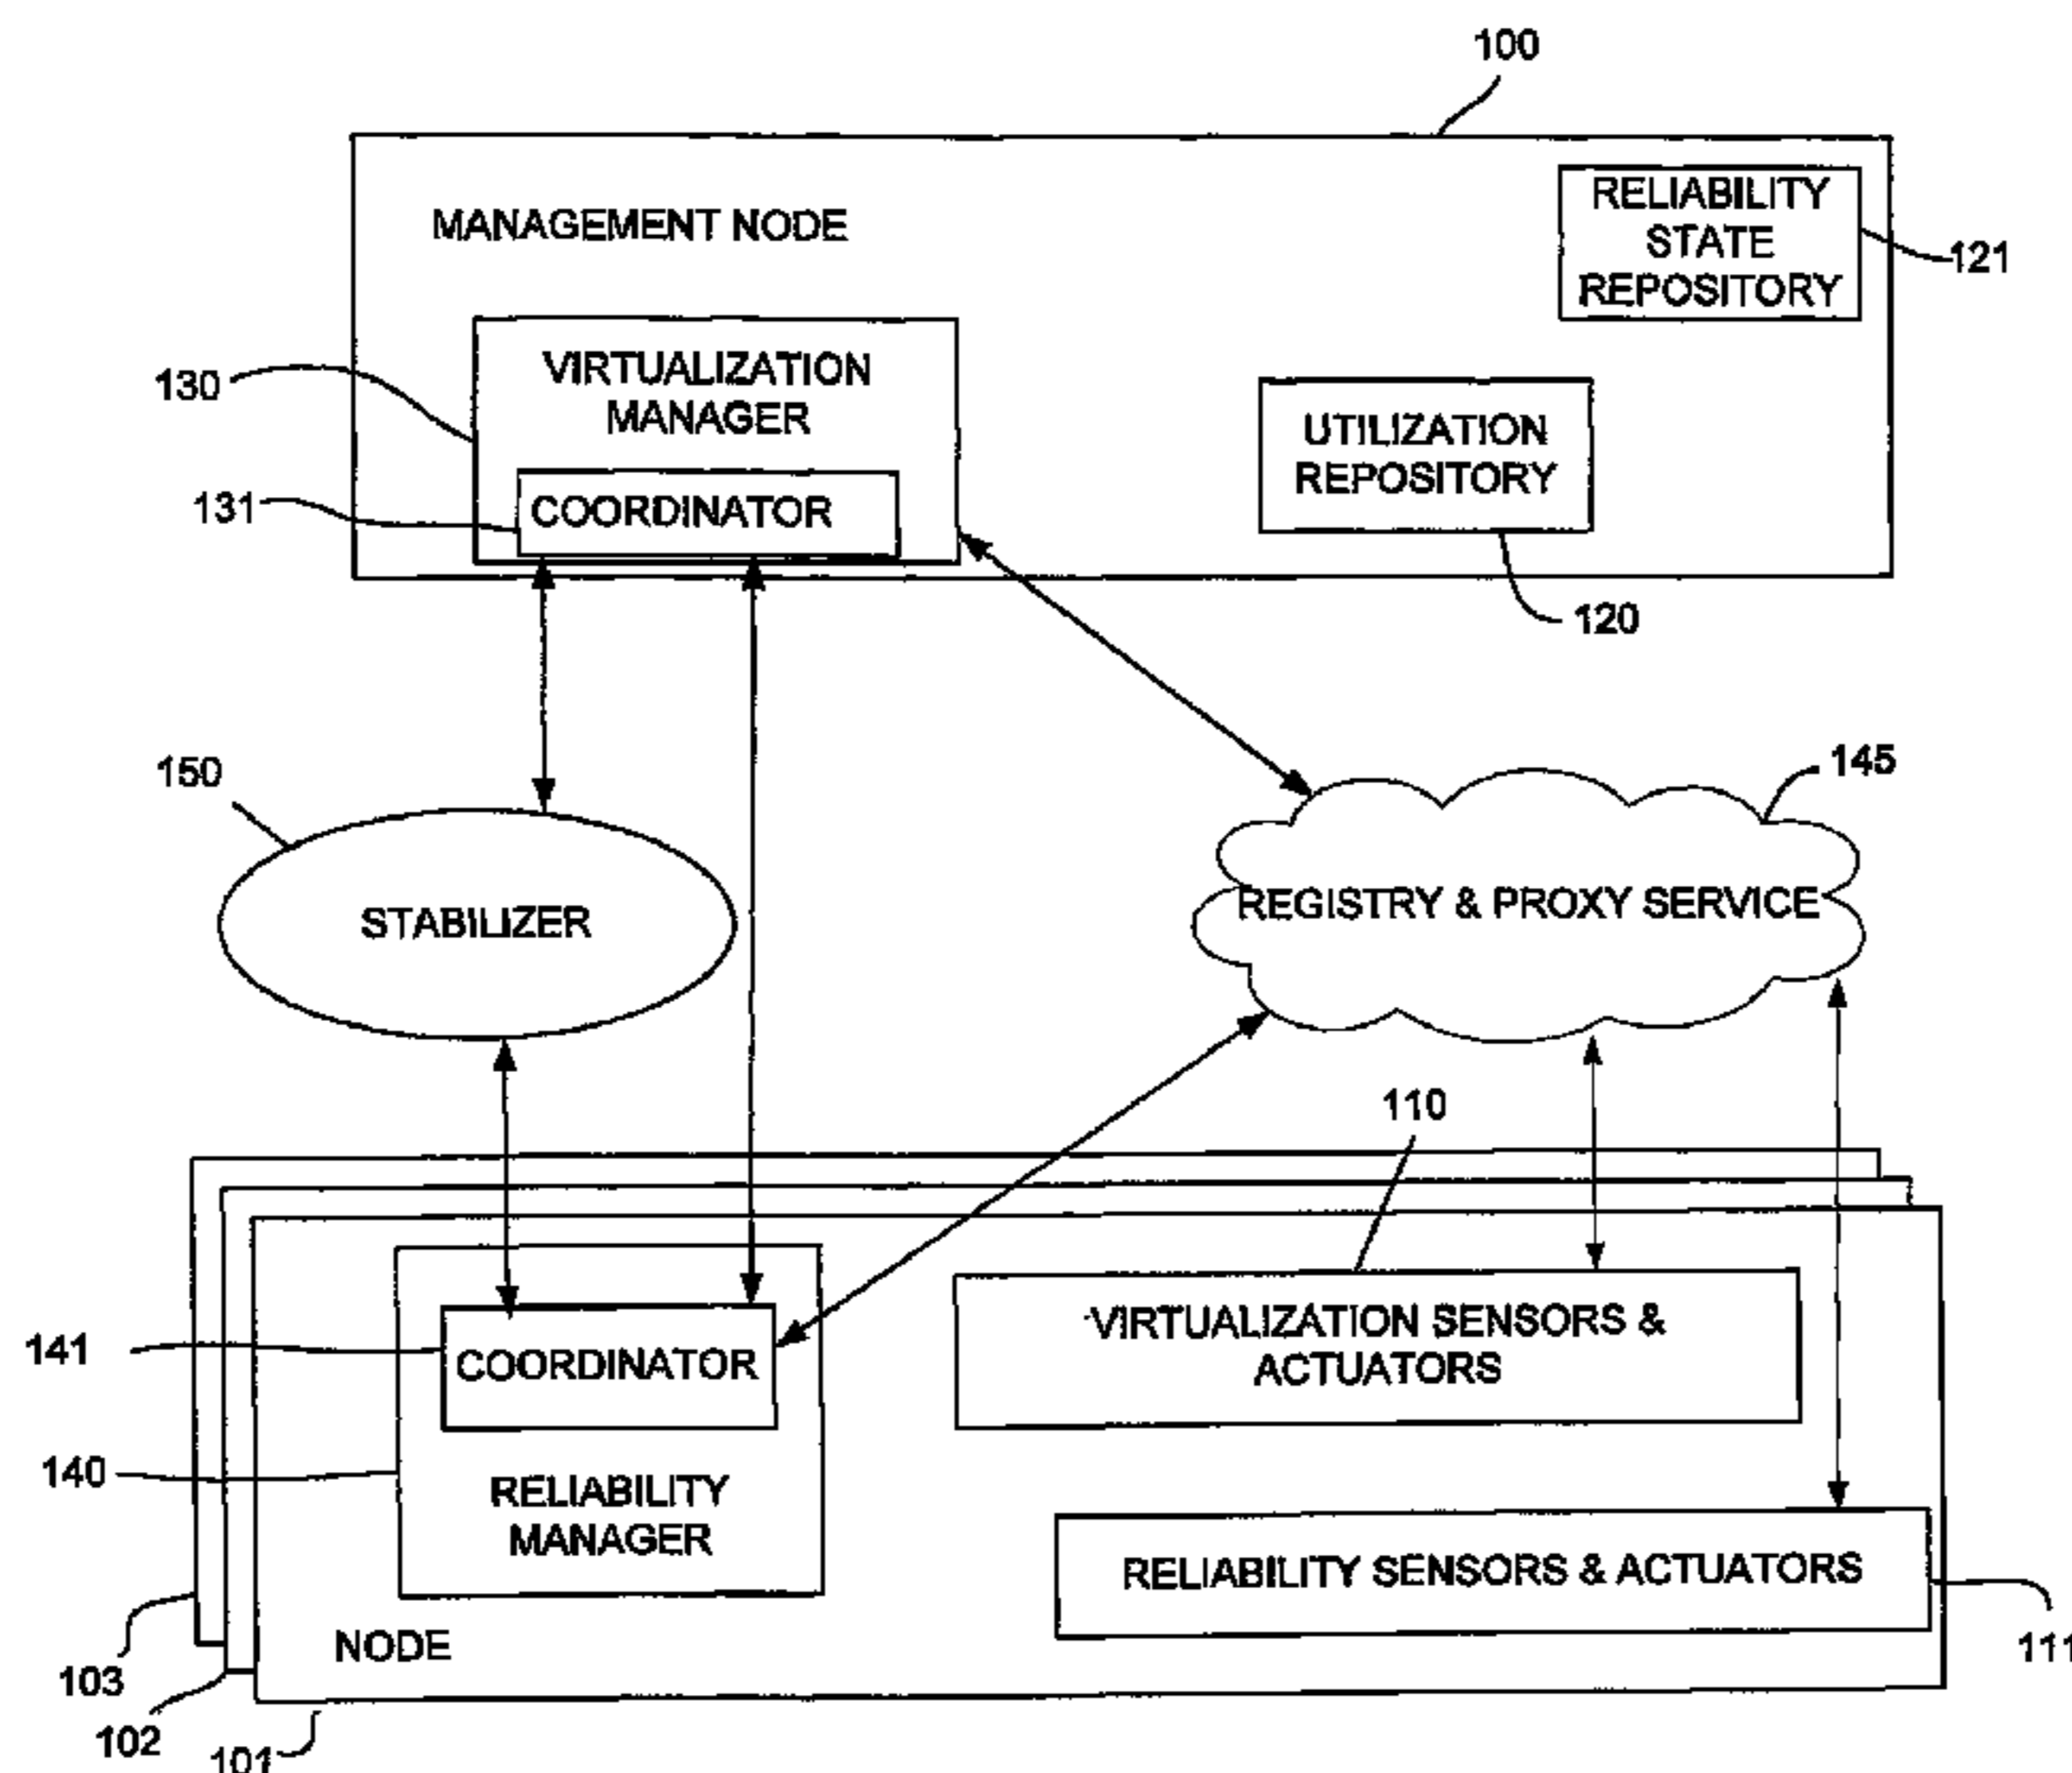 100
MANAGEMENT NODE
RELIABILITY
STATE
REPOSITORY
121
130
VIRTUALIZATION
MANAGER
131
COORDINATOR
UTILIZATION
REPOSITORY
120
150
STABILIZER
145
REGISTRY & PROXY SERVICE
110
VIRTUALIZATION SENSORS &
ACTUATORS
141
COORDINATOR
140
RELIABILITY
MANAGER
RELIABILITY SENSORS & ACTUATORS
111
NODE
103
102
101